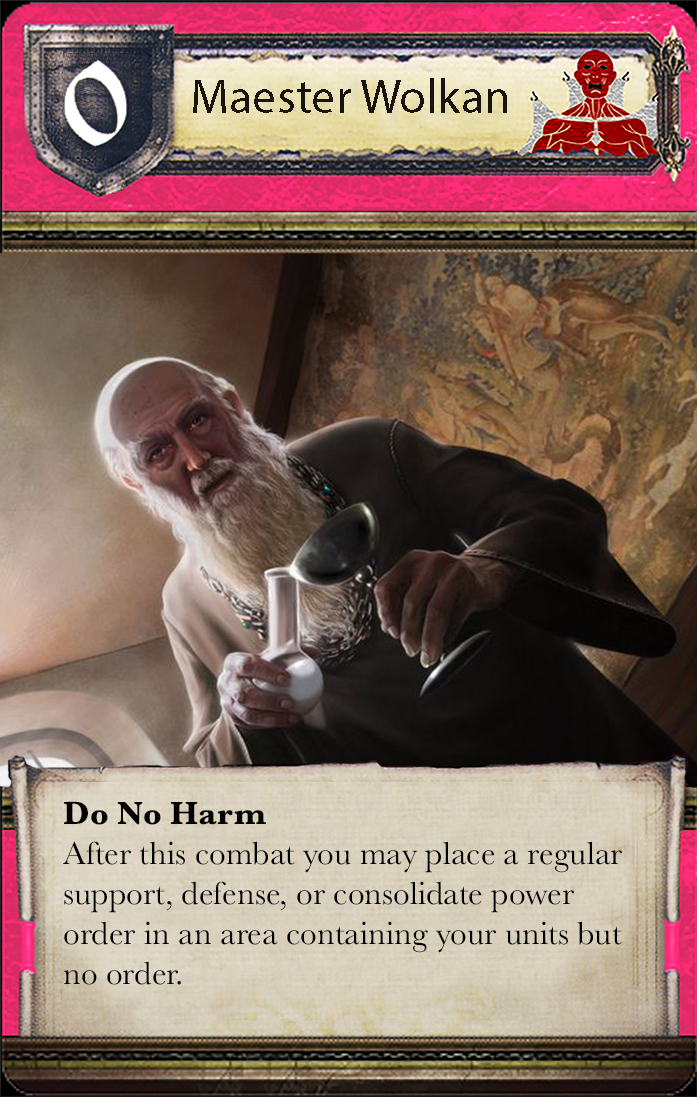 0
Maester Wolkan
Do No Harm
After this combat you may place a regular
support, defense, or consolidate power
order in an area containing your units but
no order.